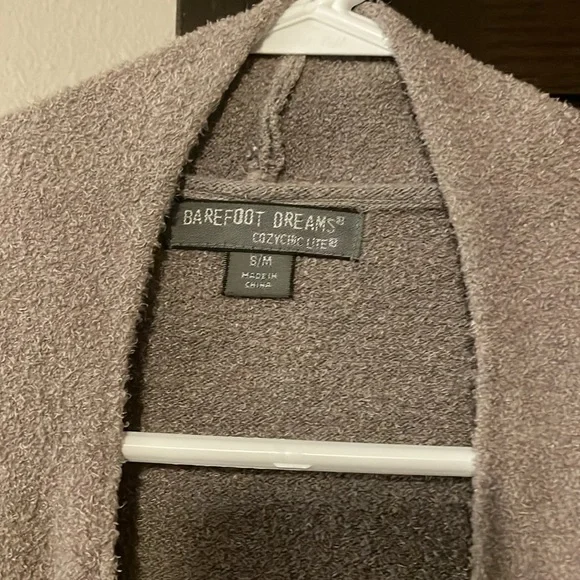 BAREFOOT DREAMS®
COZYCHIC LITE®
S/M
MADE IN
CHINA